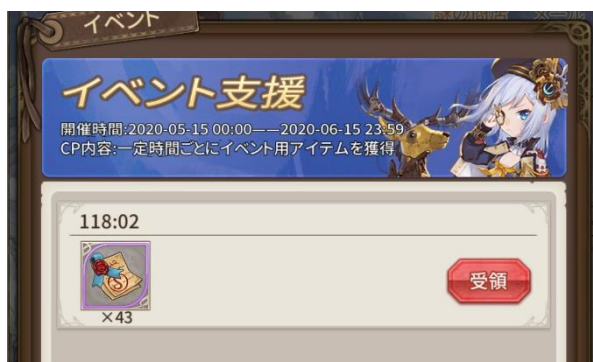 イベント
イベント支援
開催時間:2020-05-15 00:00——2020-06-15 23:59
CP内容:一定時間ごとにイベント用アイテムを獲得
118:02
×43
受領